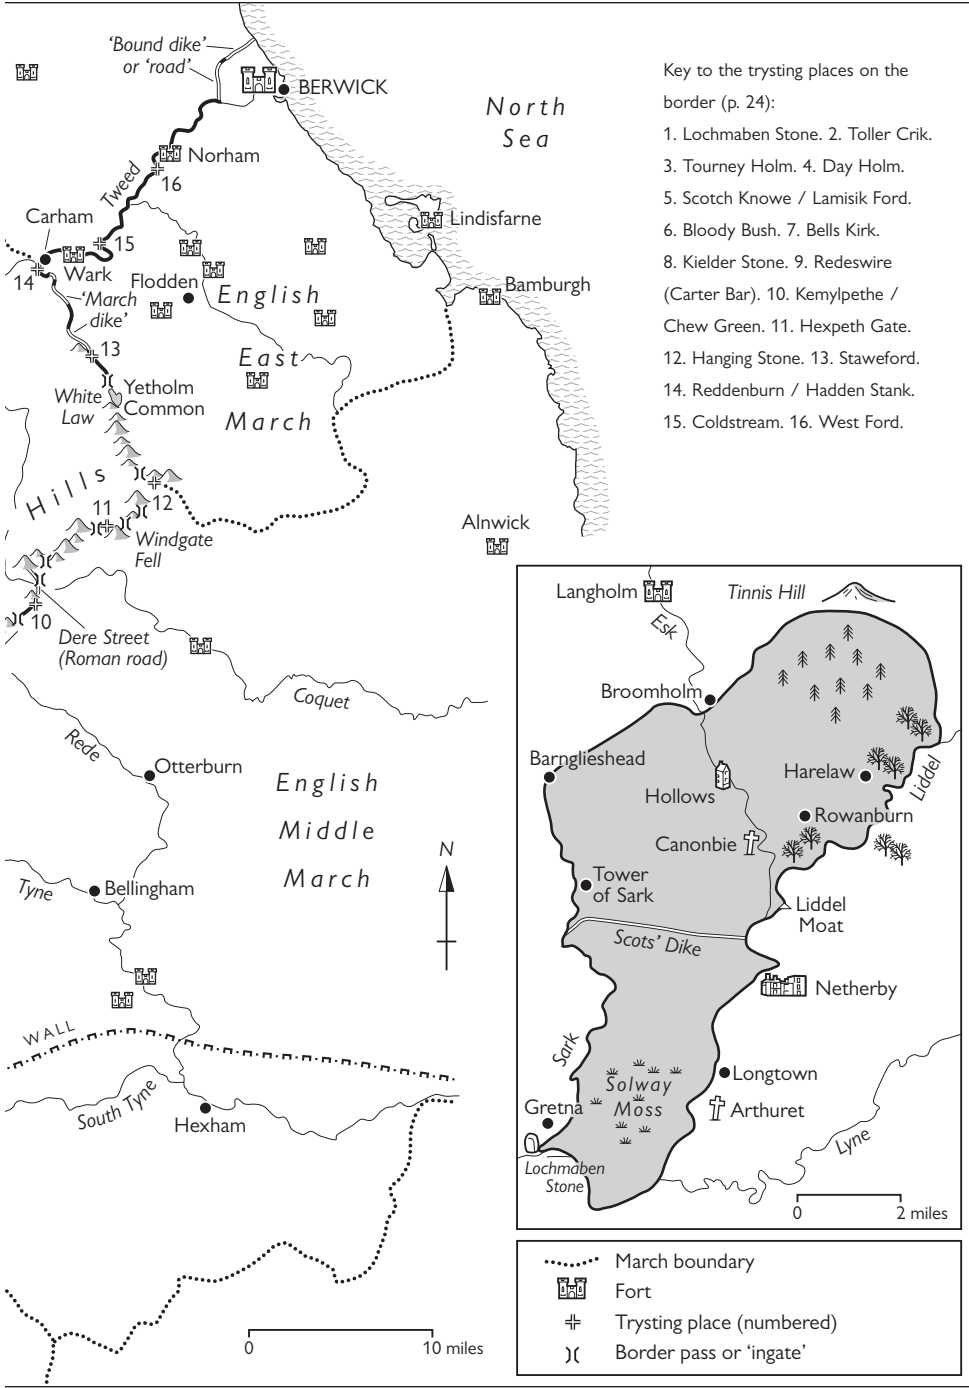 'Bound dike'
or 'road'
BERWICK
North
Sea
Norham
16
Tweed
Carham
15
Lindisfarne
Wark
14
Flodden
'March
dike'
English
East
March
Bamburgh
13
White
Law
Yetholm
Common
Hills
12
11
Windgate
Fell
Alnwick
10
Dere Street
(Roman road)
Coquet
Rede
Otterburn
English
Middle
March
N
Tyne
Bellingham
WALL
South Tyne
Hexham
0 10 miles
Key to the trysting places on the
border (p. 24):
1. Lochmaben Stone. 2. Toller Crik.
3. Tourney Holm. 4. Day Holm.
5. Scotch Knowe / Lamisik Ford.
6. Bloody Bush. 7. Bells Kirk.
8. Kielder Stone. 9. Redeswire
(Carter Bar). 10. Kemylpethe /
Chew Green. 11. Hexpeth Gate.
12. Hanging Stone. 13. Staweford.
14. Reddenburn / Hadden Stank.
15. Coldstream. 16. West Ford.
Langholm
Tinnis Hill
Esk
Broomholm
Barnglieshead
Harelaw
Liddel
Hollows
Rowanburn
Canonbie
Tower
of Sark
Liddel
Moat
Scots' Dike
Netherby
Sark
Longtown
Solway
Moss
Gretna
Arthuret
Lyne
Lochmaben
Stone
0 2 miles
March boundary
Fort
Trysting place (numbered)
Border pass or 'ingate'